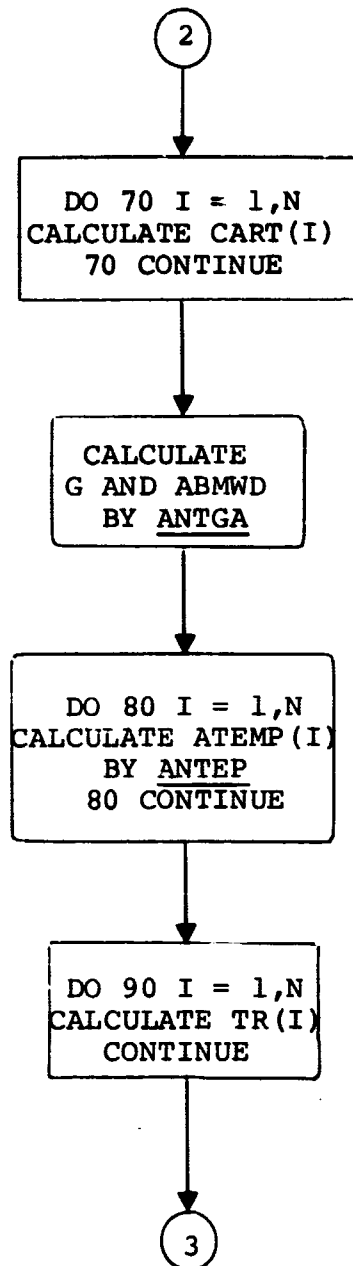 2
DO 70 I = 1,N
CALCULATE CART(I)
70 CONTINUE
CALCULATE
G AND ABMWD
BY ANTGA
DO 80 I = 1,N
CALCULATE ATEMP(I)
BY ANTEP
80 CONTINUE
DO 90 I = 1,N
CALCULATE TR(I)
CONTINUE
3